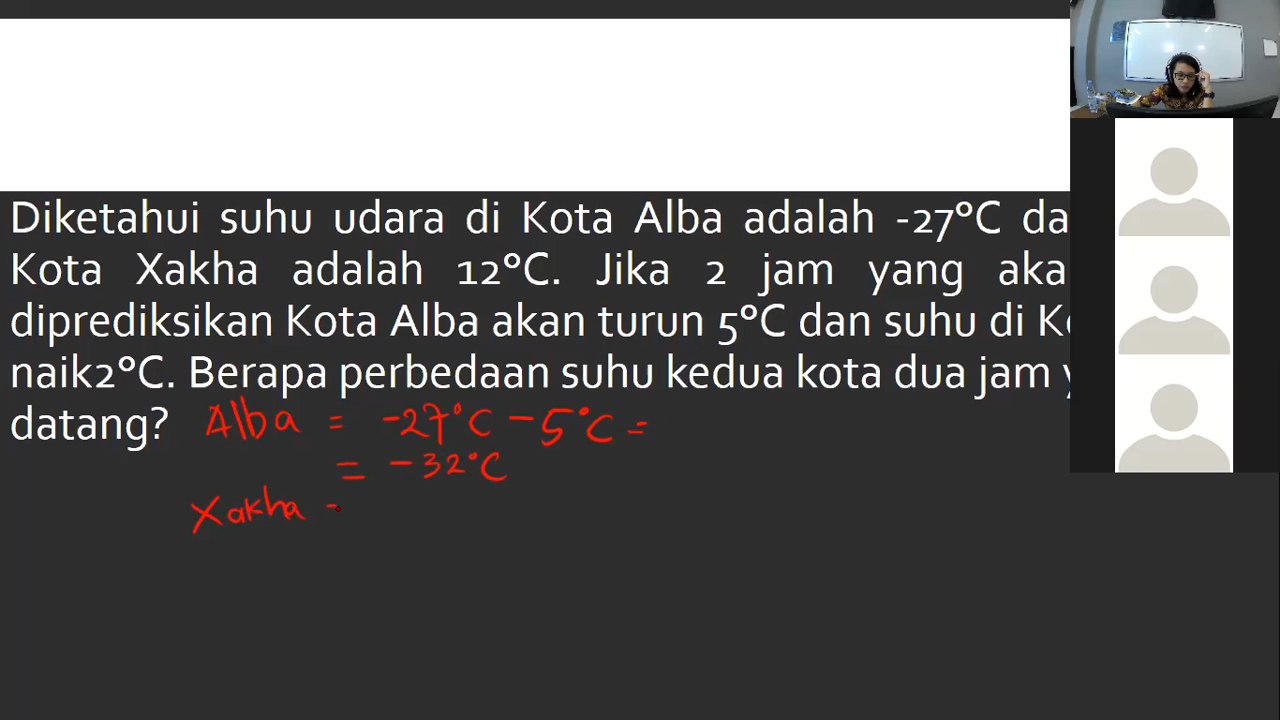 Diketahui suhu udara di Kota Alba adalah -27°C da
Kota Xakha adalah 12°C. Jika 2 jam yang aka
diprediksikan Kota Alba akan turun 5°C dan suhu di K
naik2°C. Berapa perbedaan suhu kedua kota dua jam y
datang?
Alba = -27°C - 5°C =
= -32°C
Xakha -